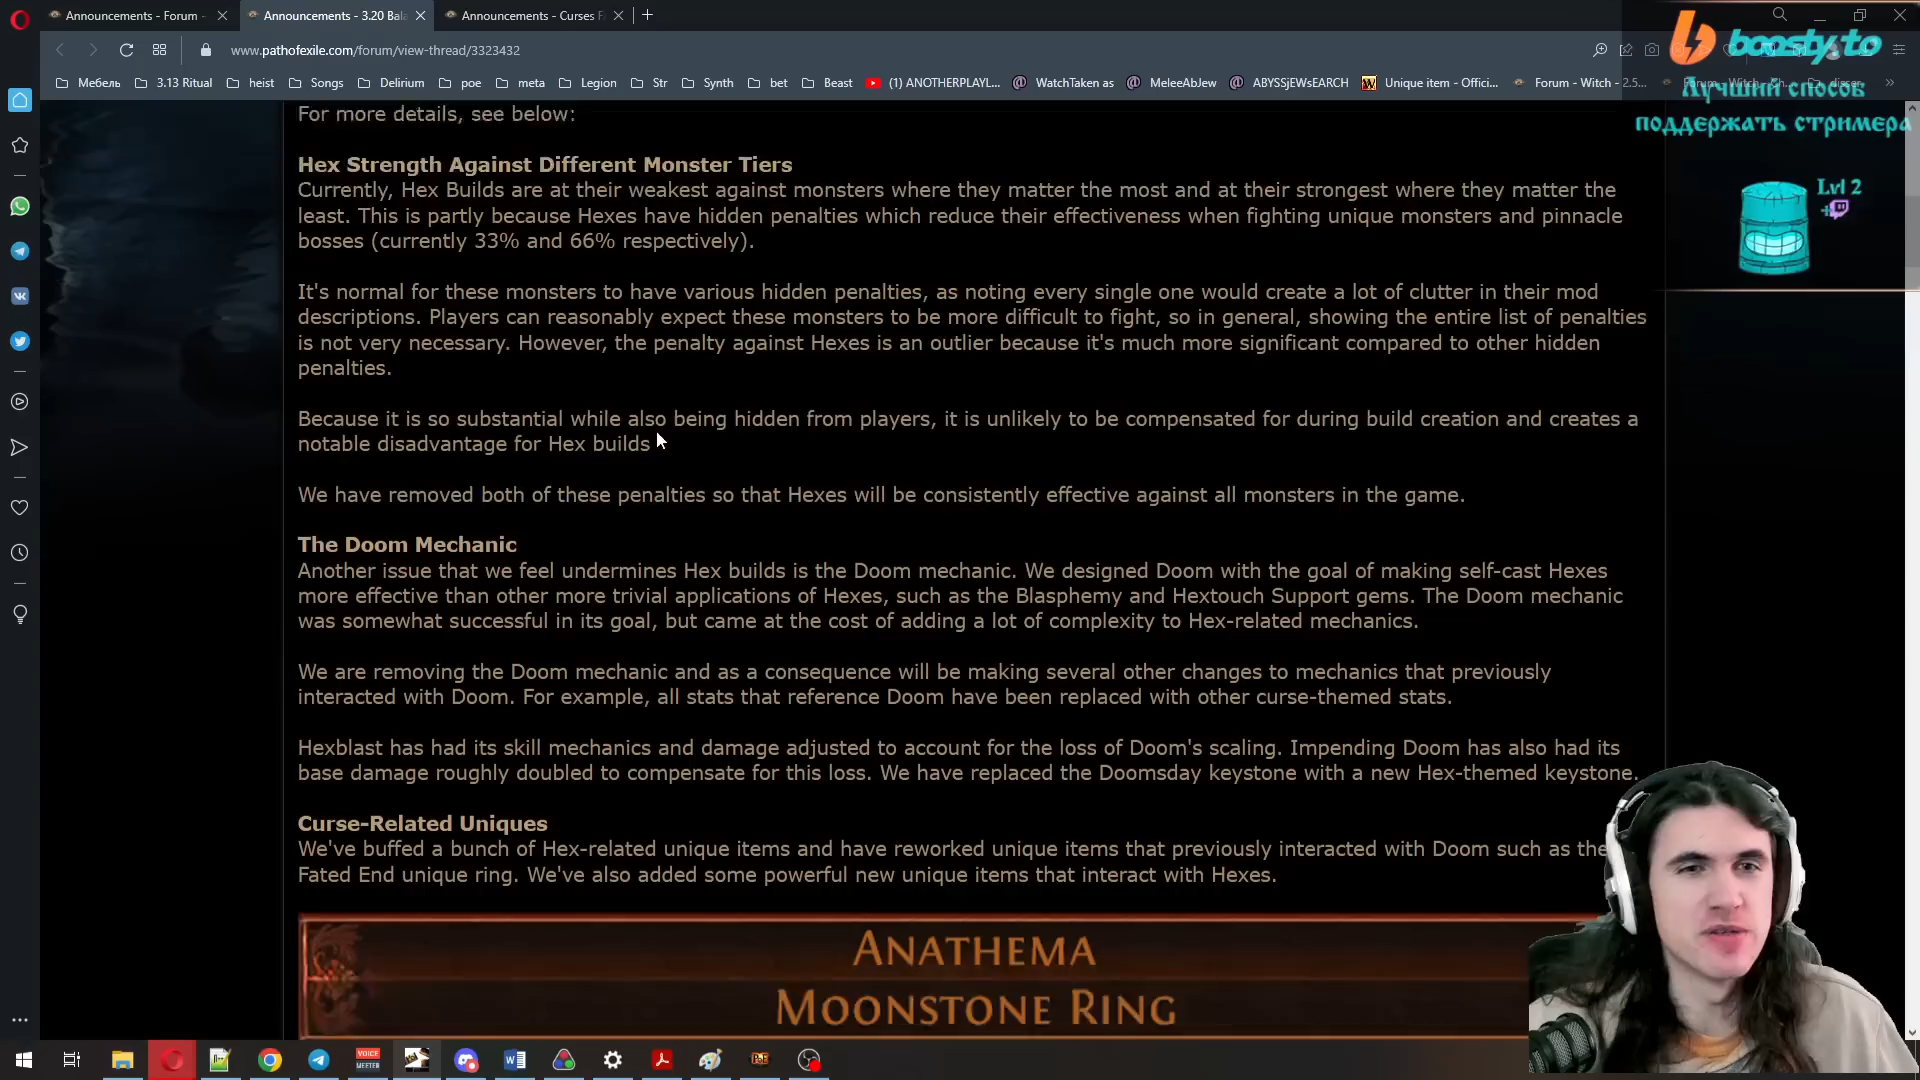 Announcements - Forum -
Announcements - 3.20 Bala
Announcements - Curses F
www.pathofexile.com/forum/view-thread/3323432
Мебель
3.13 Ritual
heist
Songs
Delirium
poe
meta
Legion
Str
Synth
bet
Beast
(1) ANOTHERPLAYL...
WatchTaken as
MeleeAbJew
ABYSSjEWsEARCH
Unique item - Offici...
Forum - Witch - 2.5...
boosty.to
Лучший способ
поддержать стримера
Lvl 2
For more details, see below:
Hex Strength Against Different Monster Tiers
Currently, Hex Builds are at their weakest against monsters where they matter the most and at their strongest where they matter the
least. This is partly because Hexes have hidden penalties which reduce their effectiveness when fighting unique monsters and pinnacle
bosses (currently 33% and 66% respectively).
It's normal for these monsters to have various hidden penalties, as noting every single one would create a lot of clutter in their mod
descriptions. Players can reasonably expect these monsters to be more difficult to fight, so in general, showing the entire list of penalties
is not very necessary. However, the penalty against Hexes is an outlier because it's much more significant compared to other hidden
penalties.
Because it is so substantial while also being hidden from players, it is unlikely to be compensated for during build creation and creates a
notable disadvantage for Hex builds
We have removed both of these penalties so that Hexes will be consistently effective against all monsters in the game.
The Doom Mechanic
Another issue that we feel undermines Hex builds is the Doom mechanic. We designed Doom with the goal of making self-cast Hexes
more effective than other more trivial applications of Hexes, such as the Blasphemy and Hextouch Support gems. The Doom mechanic
was somewhat successful in its goal, but came at the cost of adding a lot of complexity to Hex-related mechanics.
We are removing the Doom mechanic and as a consequence will be making several other changes to mechanics that previously
interacted with Doom. For example, all stats that reference Doom have been replaced with other curse-themed stats.
Hexblast has had its skill mechanics and damage adjusted to account for the loss of Doom's scaling. Impending Doom has also had its
base damage roughly doubled to compensate for this loss. We have replaced the Doomsday keystone with a new Hex-themed keystone.
Curse-Related Uniques
We've buffed a bunch of Hex-related unique items and have reworked unique items that previously interacted with Doom such as the
Fated End unique ring. We've also added some powerful new unique items that interact with Hexes.
ANATHEMA
MOONSTONE RING
VOICE
MEETER
PoE